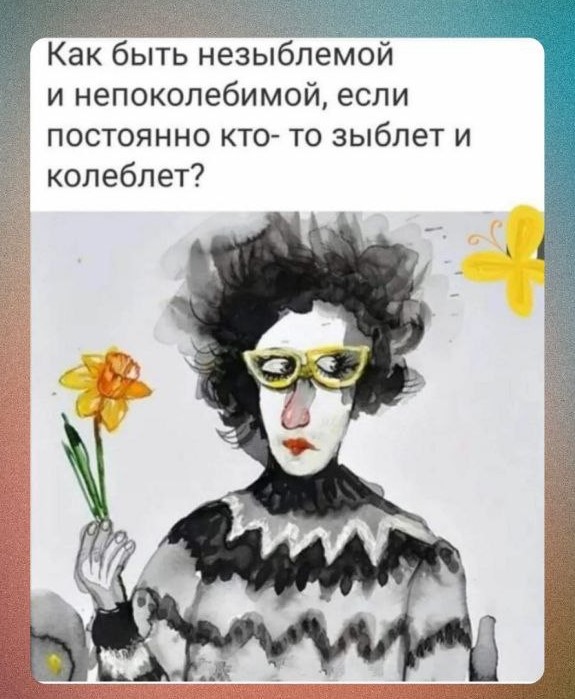 Как быть незыблемой
и непоколебимой, если
постоянно кто- то зыблет и
колеблет?